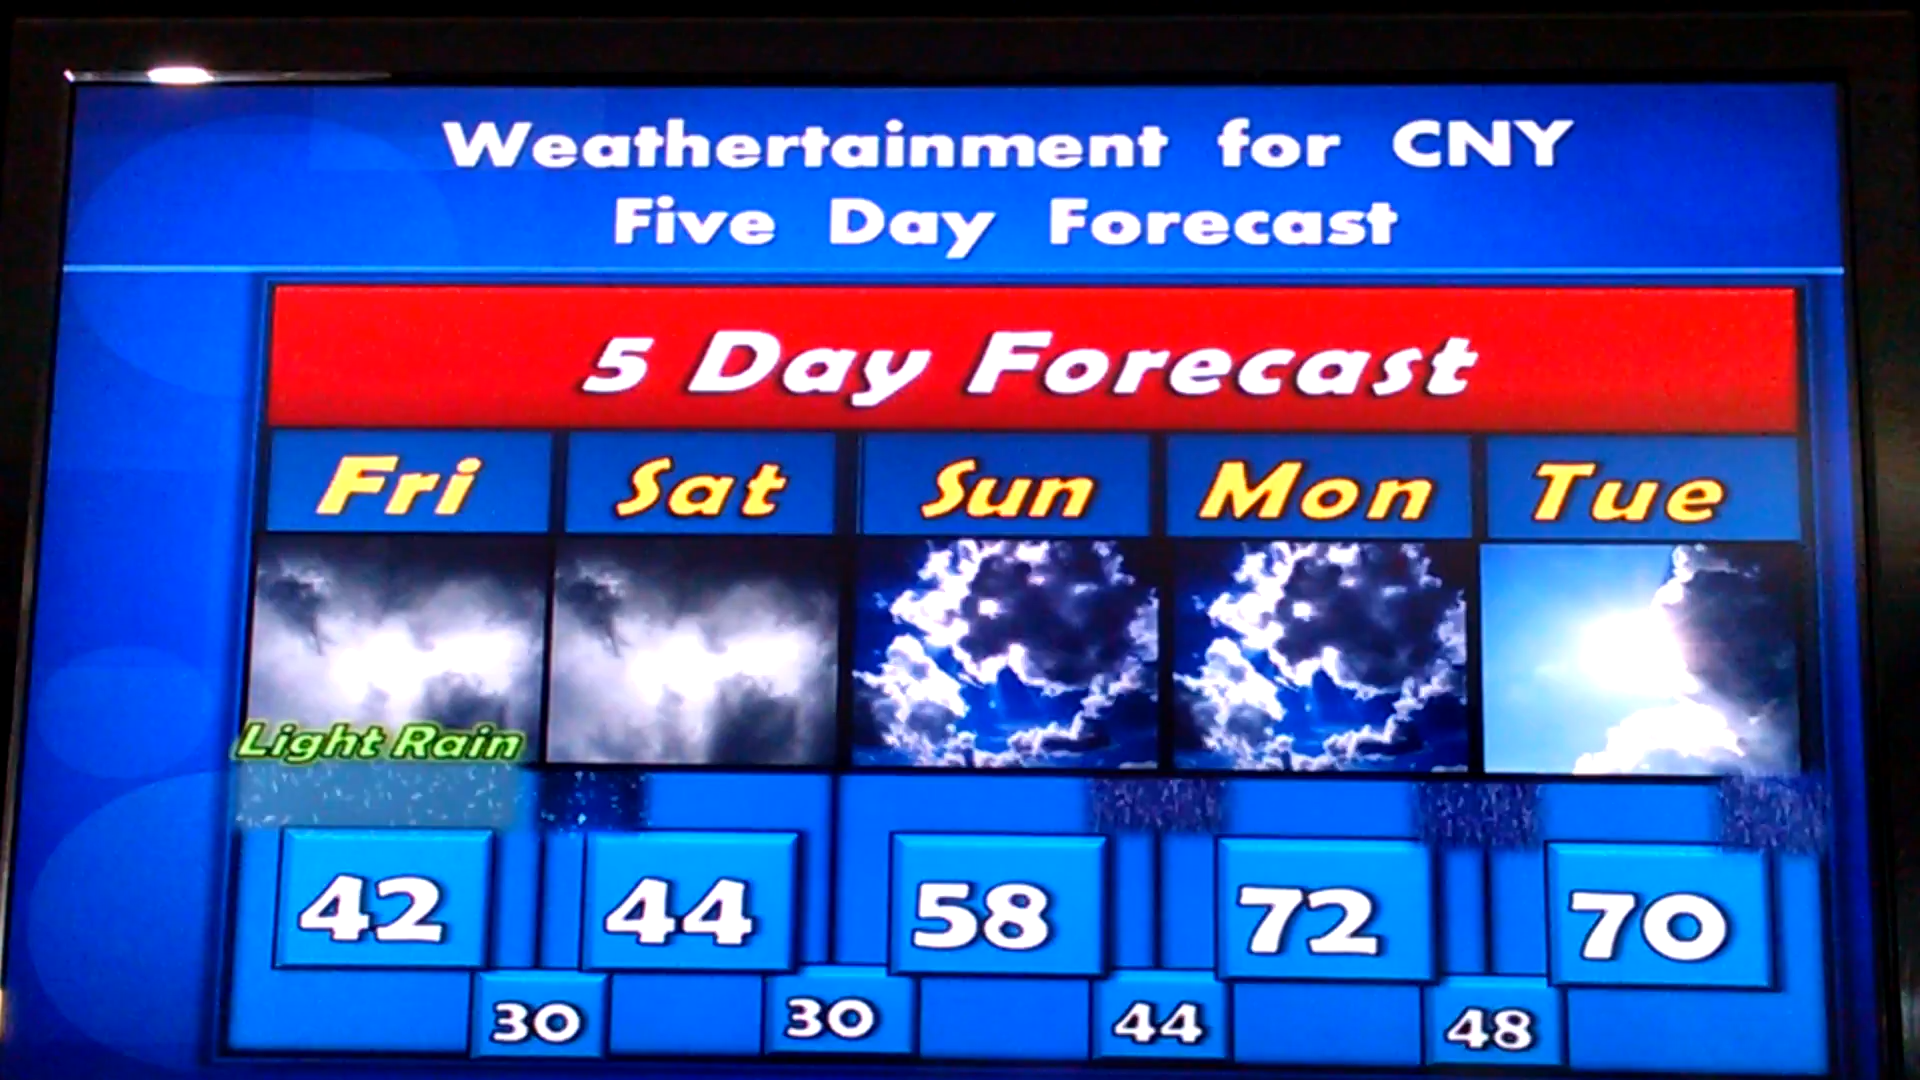 Weathertainment for CNY
Five Day Forecast
5 Day Forecast
Fri Sat Sun Mon Tue
Light Rain
42 44 58 72 70
30 30 44 48